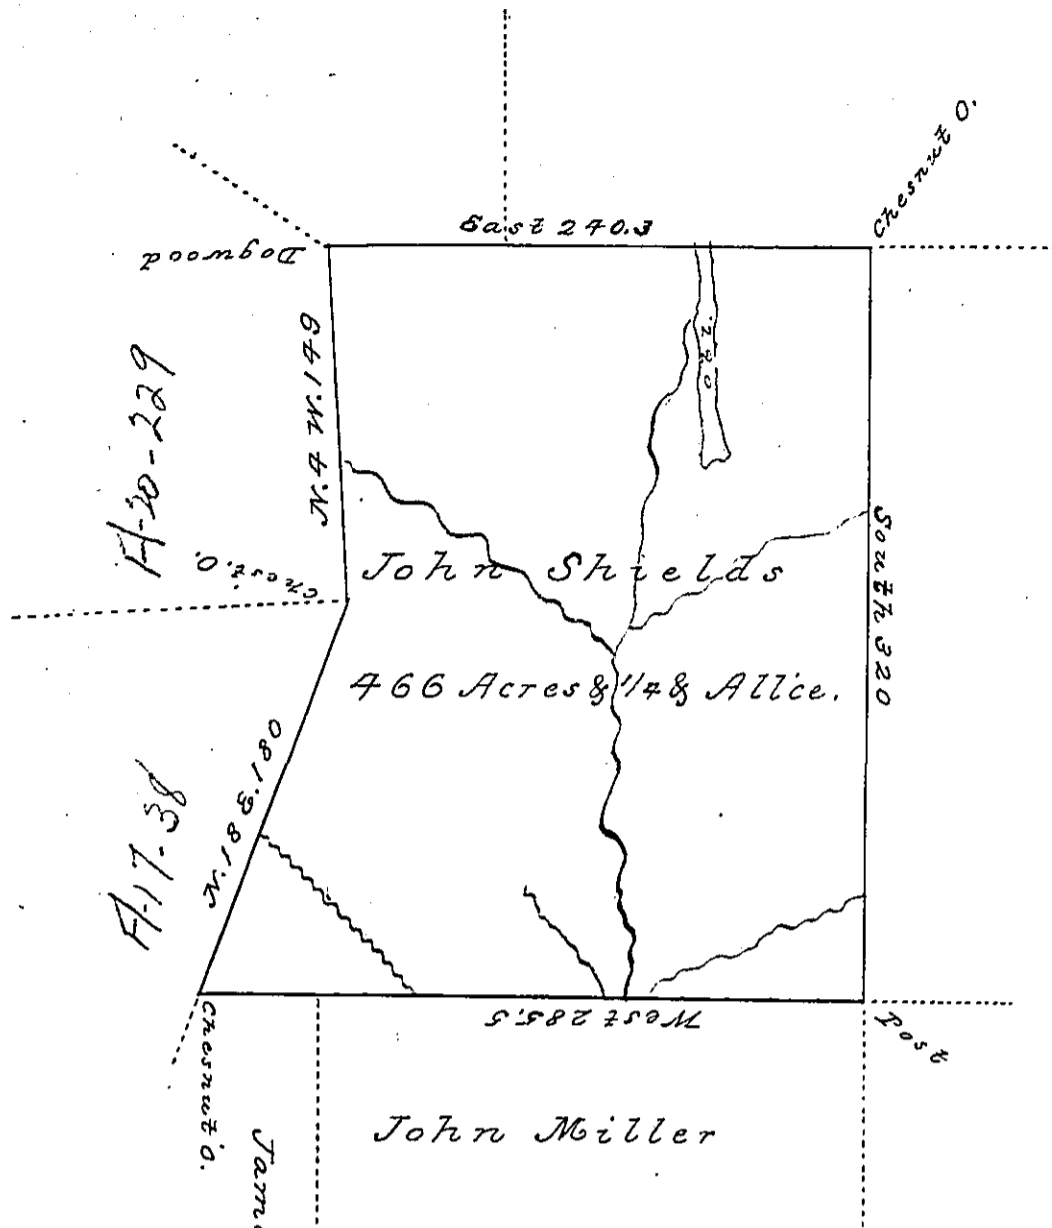 Chesnut O.
East 240.3
Dogwood
N. 4 W. 149
A-20-229
290
South 320
Chest. O.
John Shields
466 Acres & 1/4 & Allce.
N. 18 E. 180
A-17-38
West 285.5
Post
Chesnut O.
John Miller